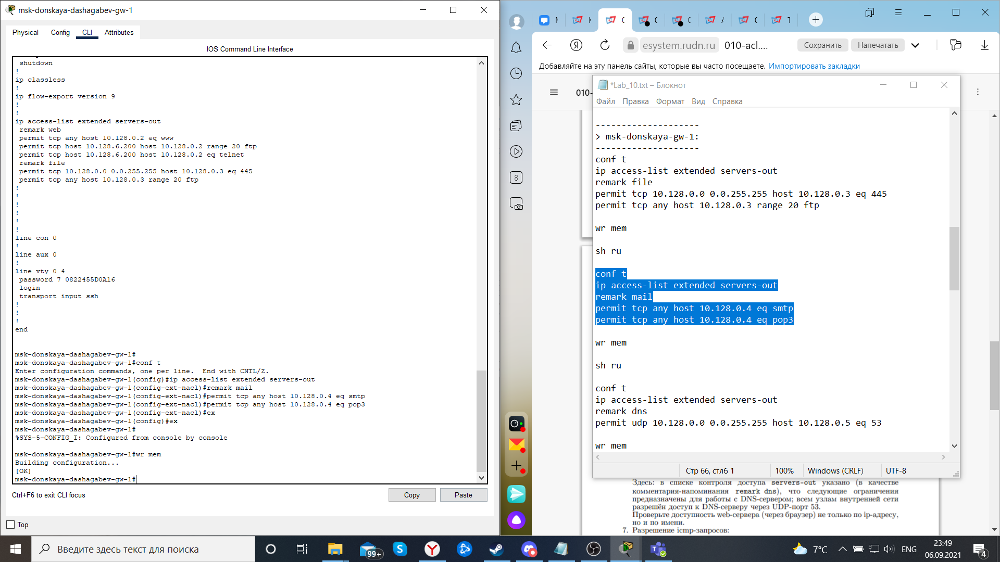 msk-donskaya-dashagabev-gw-1
Physical Config CLI Attributes
IOS Command Line Interface
shutdown
!
ip classless
!
ip flow-export version 9
!
!
ip access-list extended servers-out
remark web
permit tcp any host 10.128.0.2 eq www
permit tcp host 10.128.6.200 host 10.128.0.2 range 20 ftp
permit tcp host 10.128.6.200 host 10.128.0.2 eq telnet
remark file
permit tcp 10.128.0.0 0.0.255.255 host 10.128.0.3 eq 445
permit tcp any host 10.128.0.3 range 20 ftp
!
!
!
!
!
!
line con 0
!
line aux 0
!
line vty 0 4
password 7 0822455D0A16
login
transport input ssh
!
!
!
end
msk-donskaya-dashagabev-gw-1#
msk-donskaya-dashagabev-gw-1#conf t
Enter configuration commands, one per line.  End with CNTL/Z.
msk-donskaya-dashagabev-gw-1(config)#ip access-list extended servers-out
msk-donskaya-dashagabev-gw-1(config-ext-nacl)#remark mail
msk-donskaya-dashagabev-gw-1(config-ext-nacl)#permit tcp any host 10.128.0.4 eq smtp
msk-donskaya-dashagabev-gw-1(config-ext-nacl)#permit tcp any host 10.128.0.4 eq pop3
msk-donskaya-dashagabev-gw-1(config-ext-nacl)#ex
msk-donskaya-dashagabev-gw-1(config)#ex
msk-donskaya-dashagabev-gw-1#
%SYS-5-CONFIG_I: Configured from console by console
msk-donskaya-dashagabev-gw-1#wr mem
Building configuration...
[OK]
msk-donskaya-dashagabev-gw-1#
Ctrl+F6 to exit CLI focus
Copy
Paste
Top
esystem.rudn.ru 010-acl....
Сохранить
Напечатать
Добавляйте на эту панель сайты, которые вы часто посещаете. Импортировать закладки
8
010-
*Lab_10.txt – Блокнот
Файл Правка Формат Вид Справка
--------------------
> msk-donskaya-gw-1:
--------------------
conf t
ip access-list extended servers-out
remark file
permit tcp 10.128.0.0 0.0.255.255 host 10.128.0.3 eq 445
permit tcp any host 10.128.0.3 range 20 ftp
wr mem
sh ru
conf t
ip access-list extended servers-out
remark mail
permit tcp any host 10.128.0.4 eq smtp
permit tcp any host 10.128.0.4 eq pop3
wr mem
sh ru
conf t
ip access-list extended servers-out
remark dns
permit udp 10.128.0.0 0.0.255.255 host 10.128.0.5 eq 53
wr mem
Стр 66, стлб 1
100%
Windows (CRLF)
UTF-8
Здесь: в списке контроля доступа servers-out указано (в качестве
комментария-напоминания remark dns), что следующие ограничения
предназначены для работы с DNS-сервером; всем узлам внутренней сети
разрешён доступ к DNS-серверу через UDP-порт 53.
Проверьте доступность web-сервера (через браузер) не только по ip-адресу,
но и по имени.
7. Разрешение icmp-запросов:
Введите здесь текст для поиска
99+
7°C
ENG
23:49
06.09.2021
4